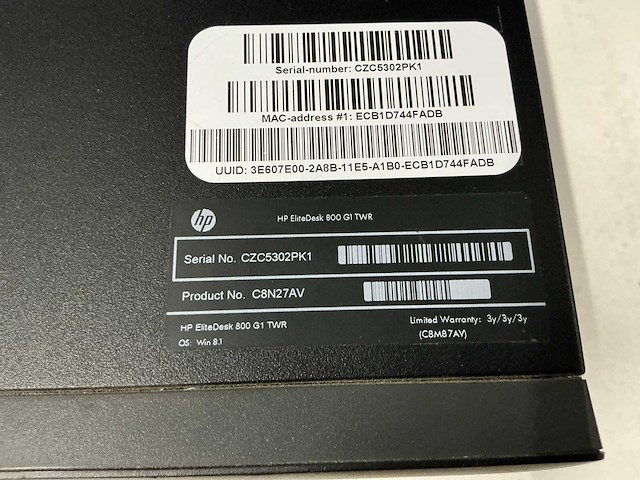 Serial-number: CZC5302PK1
MAC-address #1: ECB1D744FADB
UUID: 3E607E00-2A8B-11E5-A1B0-ECB1D744FADB
hp
HP EliteDesk 800 G1 TWR
Serial No. CZC5302PK1
Product No. C8N27AV
HP EliteDesk 800 G1 TWR
Limited Warranty: 3y/3y/3y
OS: Win 8.1
(C8M87AV)